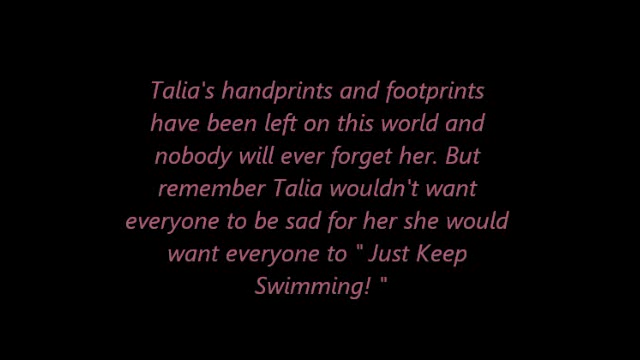 Talia's handprints and footprints
have been left on this world and
nobody will ever forget her. But
remember Talia wouldn't want
everyone to be sad for her she would
want everyone to " Just Keep
Swimming! "